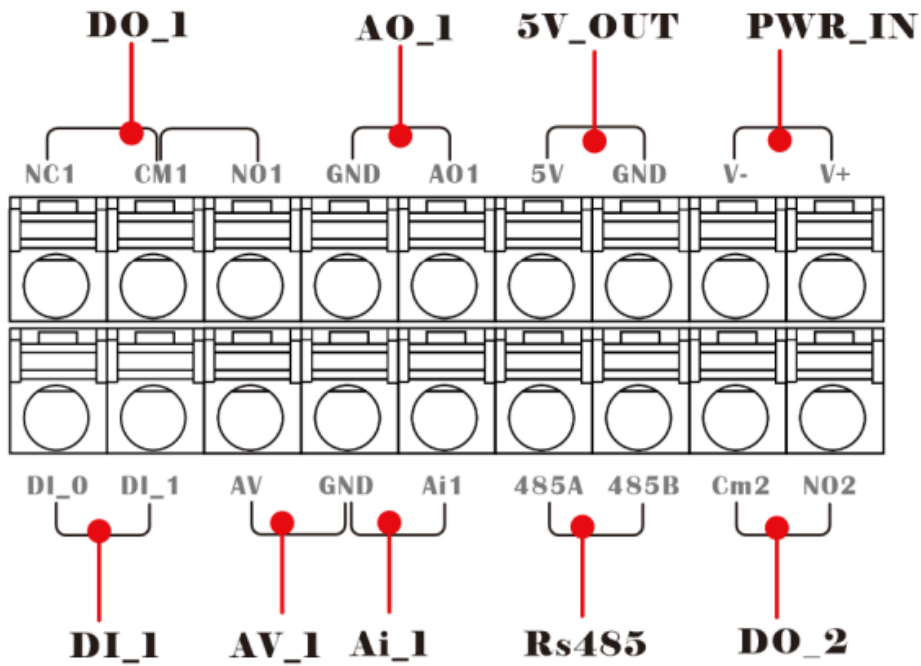 DO_1 AO_1 5V_OUT PWR_IN
NC1 CM1 NO1 GND AO1 5V GND V- V+
DI_0 DI_1 AV GND Ai1 485A 485B Cm2 NO2
DI_1 AV_1 Ai_1 Rs485 DO_2